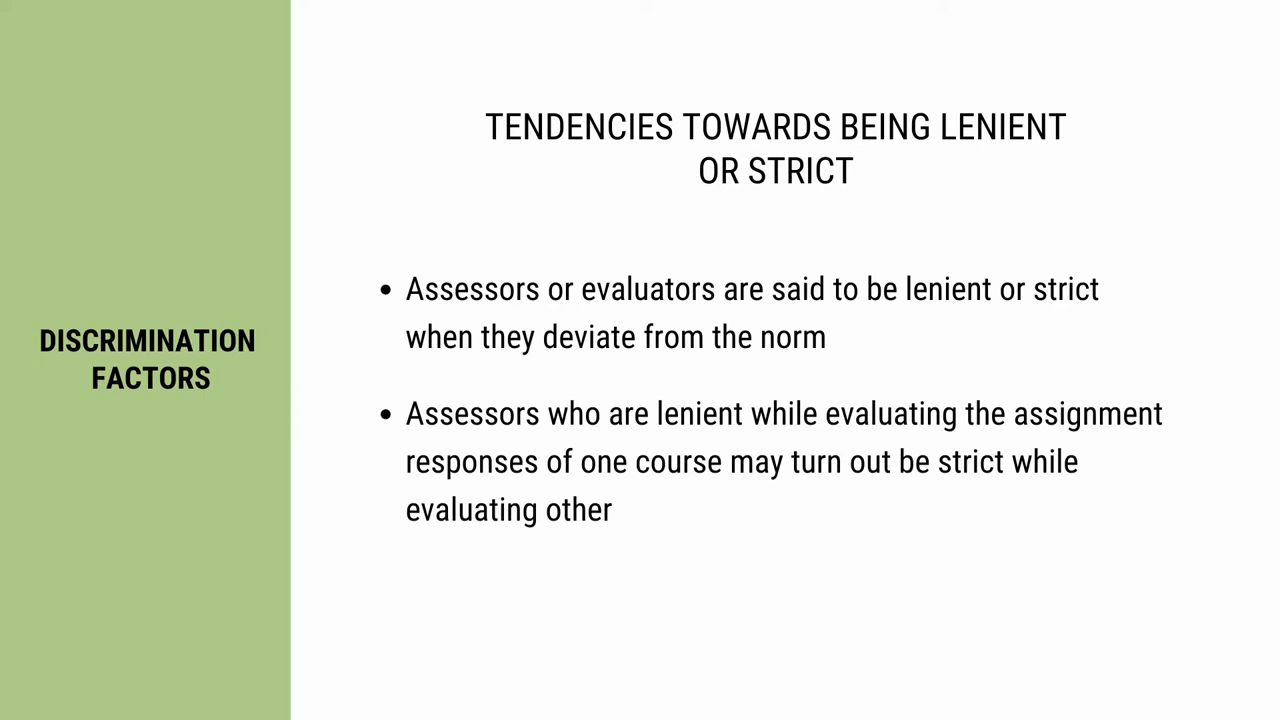 DISCRIMINATION
FACTORS
TENDENCIES TOWARDS BEING LENIENT
OR STRICT
• Assessors or evaluators are said to be lenient or strict
when they deviate from the norm
• Assessors who are lenient while evaluating the assignment
responses of one course may turn out be strict while
evaluating other